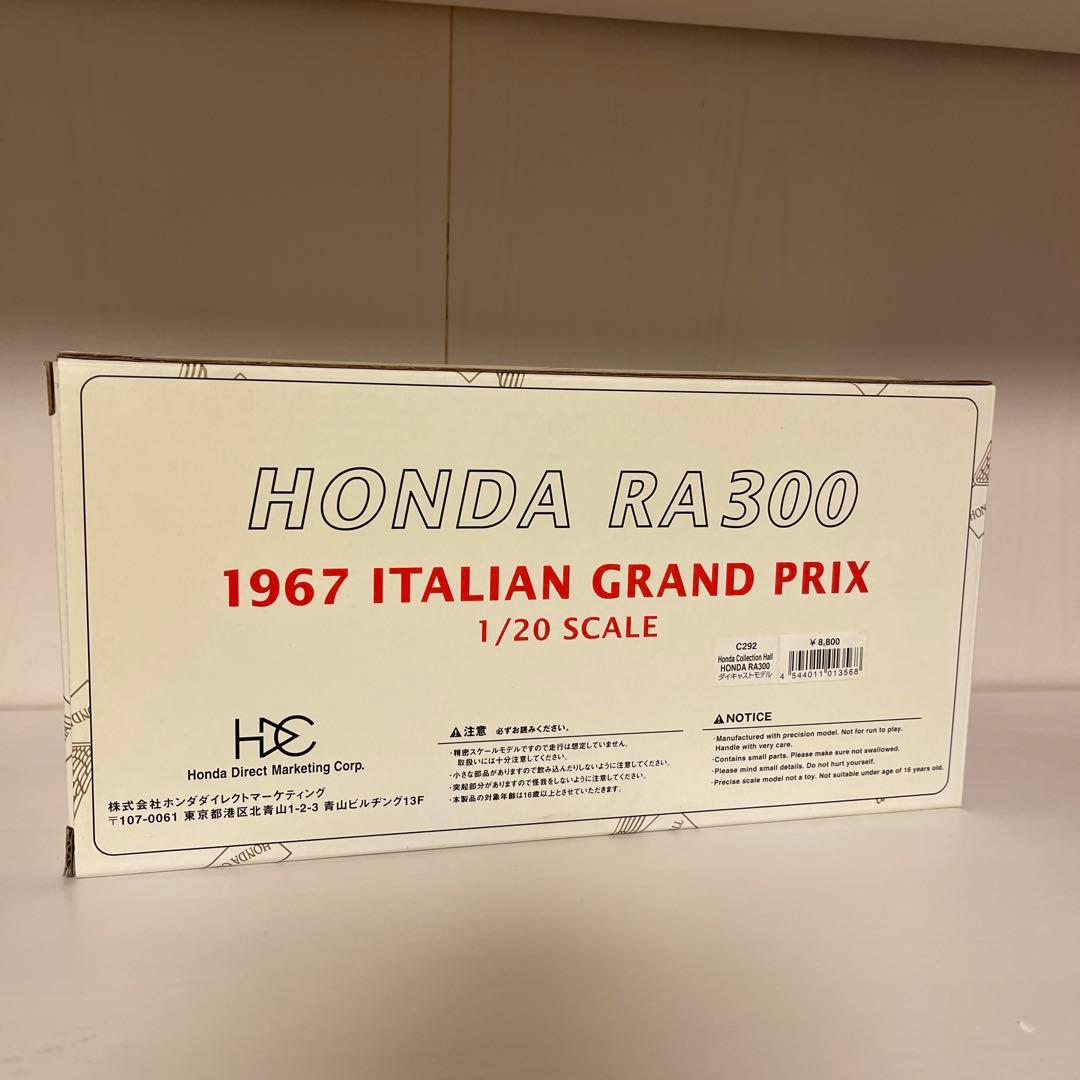 HONDA RA300
1967 ITALIAN GRAND PRIX
1/20 SCALE
C292
Honda Collection Hall
HONDA RA300
ダイキャストモデル
¥8,800
4 544011 013568
HDC
Honda Direct Marketing Corp.
株式会社ホンダダイレクトマーケティング
〒107-0061 東京都港区北青山1-2-3 青山ビルヂング13F
⚠注意 必ずお読みください。
・精密スケールモデルですので走行は想定していません。
取扱いには十分注意してください。
・小さな部品がありますので飲み込んだりしないように注意してください。
・突起部分がありますので怪我をしないように注意してください。
・本製品の対象年齢は16歳以上とさせていただきます。
⚠NOTICE
・Manufactured with precision model. Not for run to play.
Handle with very care.
・Contains small parts. Please make sure not swallowed.
・Please mind small details. Do not hurt yourself.
・Precise scale model not a toy. Not suitable under age of 16 years old.
HONDA
HON